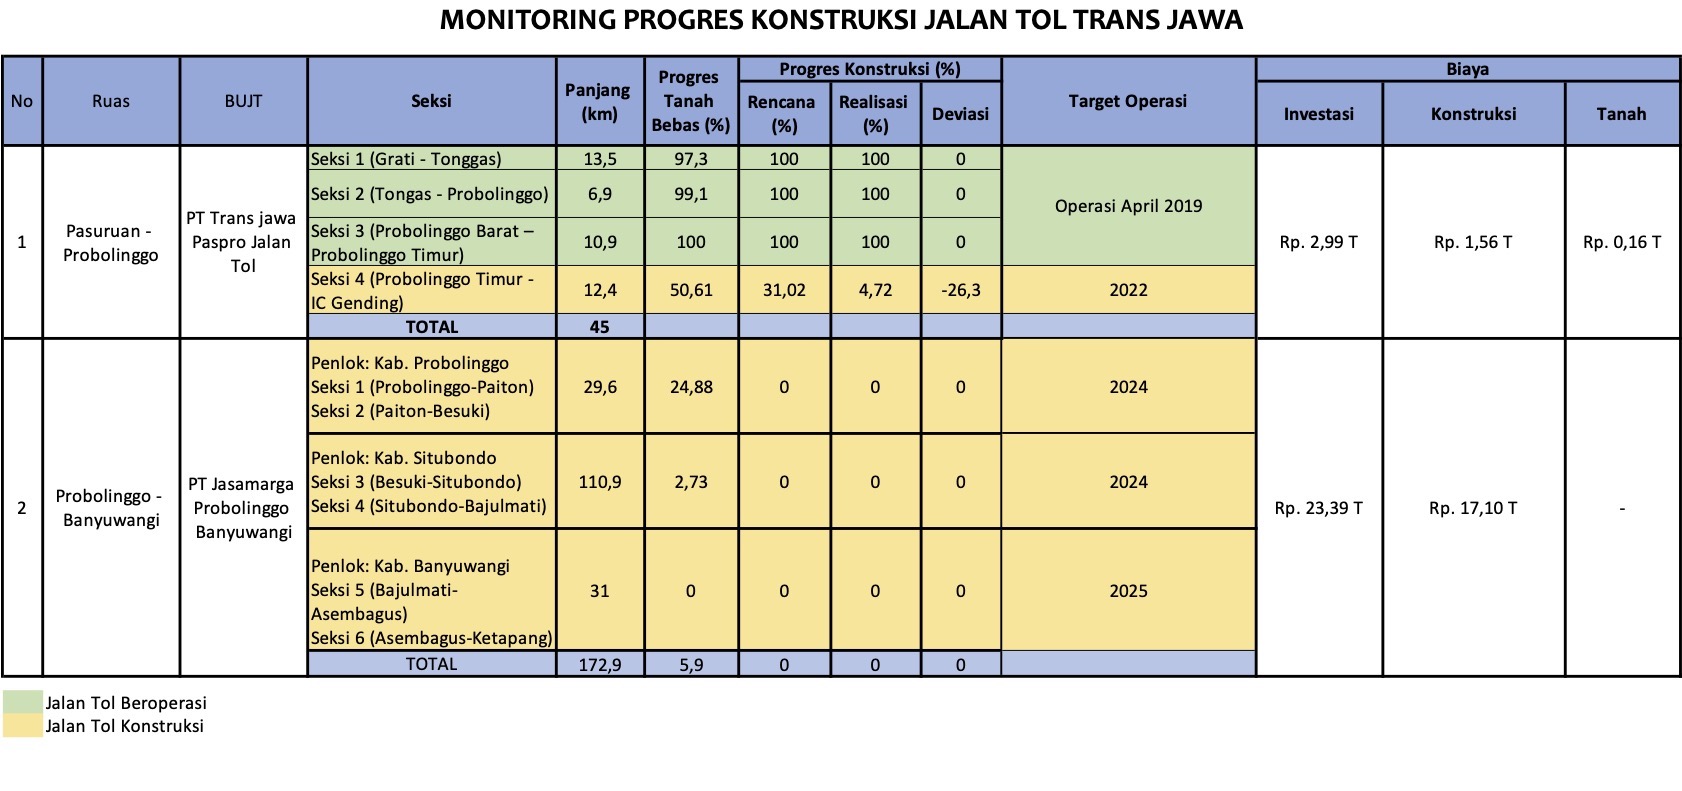 MONITORING PROGRES KONSTRUKSI JALAN TOL TRANS JAWA
No
Ruas
BUJT
Seksi
Panjang
(km)
Progres
Tanah
Bebas (%)
Progres Konstruksi (%)
Rencana
(%)
Realisasi
(%)
Deviasi
Target Operasi
Biaya
Investasi
Konstruksi
Tanah
1
Pasuruan -
Probolinggo
PT Trans jawa
Paspro Jalan
Tol
Seksi 1 (Grati - Tonggas)
13,5
97,3
100
100
0
Operasi April 2019
Seksi 2 (Tongas - Probolinggo)
6,9
99,1
100
100
0
Seksi 3 (Probolinggo Barat –
Probolinggo Timur)
10,9
100
100
100
0
Seksi 4 (Probolinggo Timur -
IC Gending)
12,4
50,61
31,02
4,72
-26,3
2022
TOTAL
45
Rp. 2,99 T
Rp. 1,56 T
Rp. 0,16 T
2
Probolinggo -
Banyuwangi
PT Jasamarga
Probolinggo
Banyuwangi
Penlok: Kab. Probolinggo
Seksi 1 (Probolinggo-Paiton)
Seksi 2 (Paiton-Besuki)
29,6
24,88
0
0
0
2024
Penlok: Kab. Situbondo
Seksi 3 (Besuki-Situbondo)
Seksi 4 (Situbondo-Bajulmati)
110,9
2,73
0
0
0
2024
Penlok: Kab. Banyuwangi
Seksi 5 (Bajulmati-
Asembagus)
Seksi 6 (Asembagus-Ketapang)
31
0
0
0
0
2025
TOTAL
172,9
5,9
0
0
0
Rp. 23,39 T
Rp. 17,10 T
-
Jalan Tol Beroperasi
Jalan Tol Konstruksi